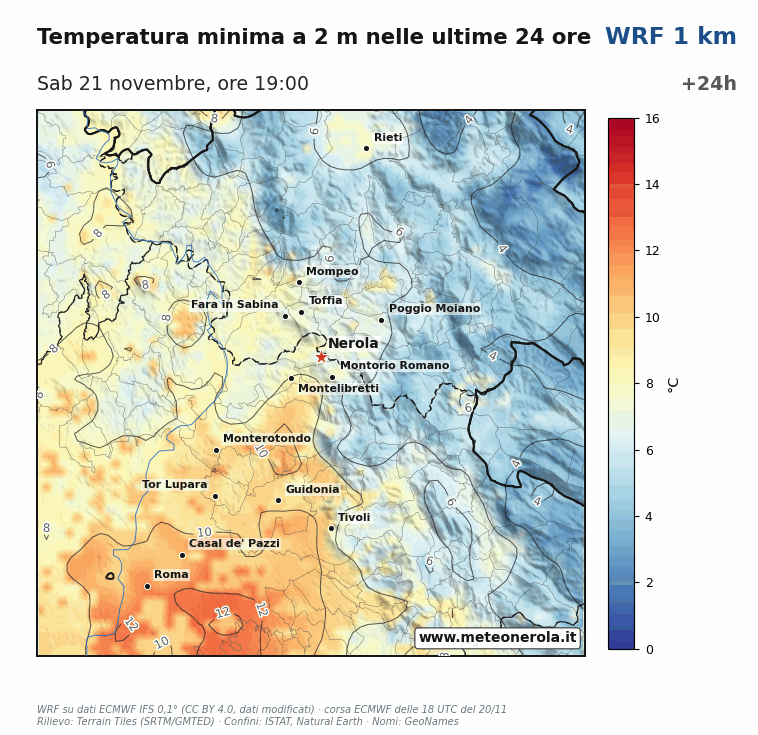 Temperatura minima a 2 m nelle ultime 24 ore WRF 1 km
Sab 21 novembre, ore 19:00 +24h
Rieti
Mompeo
Fara in Sabina
Toffia
Poggio Moiano
Nerola
Montorio Romano
Montelibretti
Monterotondo
Tor Lupara
Guidonia
Tivoli
Casal de' Pazzi
Roma
www.meteonerola.it
16
14
12
10
8
6
4
2
0
°C
WRF su dati ECMWF IFS 0,1° (CC BY 4.0, dati modificati) · corsa ECMWF delle 18 UTC del 20/11
Rilievo: Terrain Tiles (SRTM/GMTED) · Confini: ISTAT, Natural Earth · Nomi: GeoNames